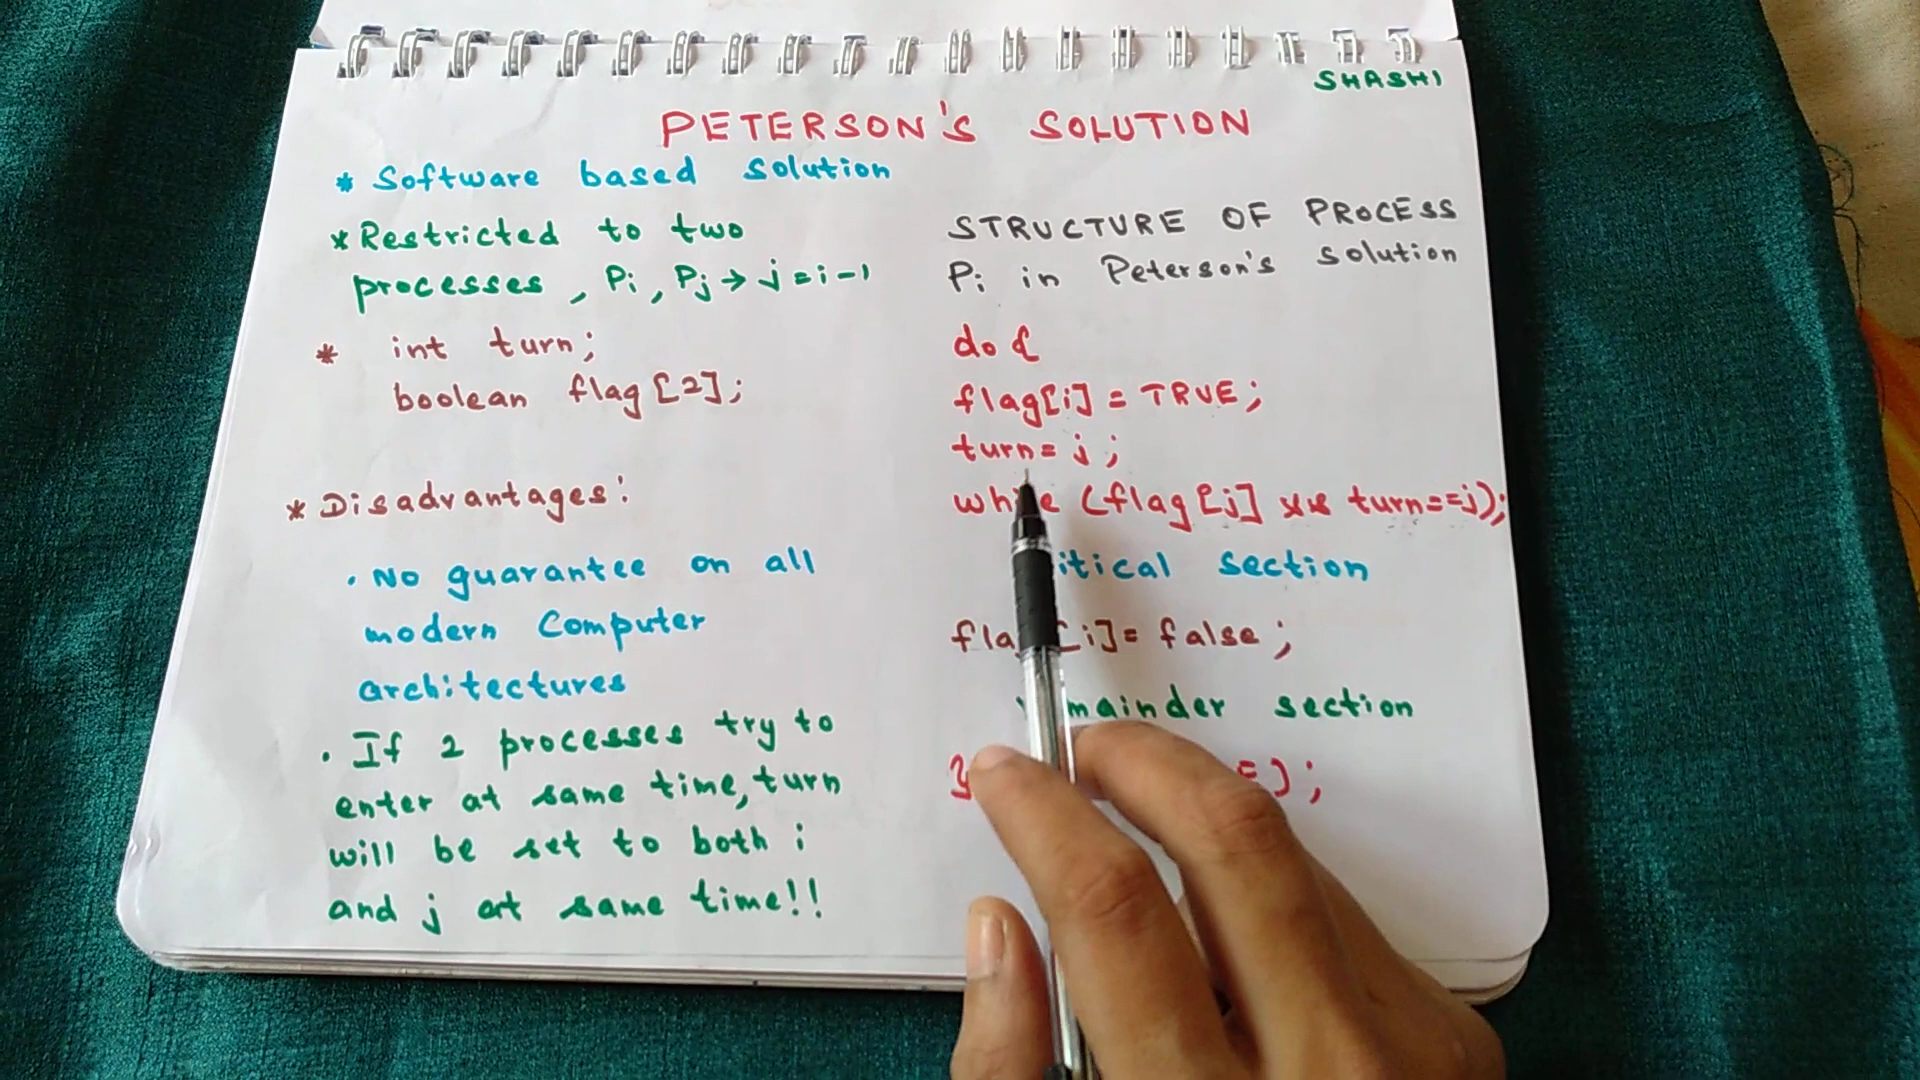 SHASHI
PETERSON'S SOLUTION
* Software based solution
* Restricted to two
processes, Pi, Pj → j = i - 1
* int turn;
boolean flag [2];
* Disadvantages:
. No guarantee on all
modern Computer
architectures
. If 2 processes try to
enter at same time, turn
will be set to both i
and j at same time!!
STRUCTURE OF PROCESS
Pi in Peterson's solution
do {
flag[i] = TRUE;
turn = j;
(flag [j] && turn==j);
section
[i] = false;
section
} );